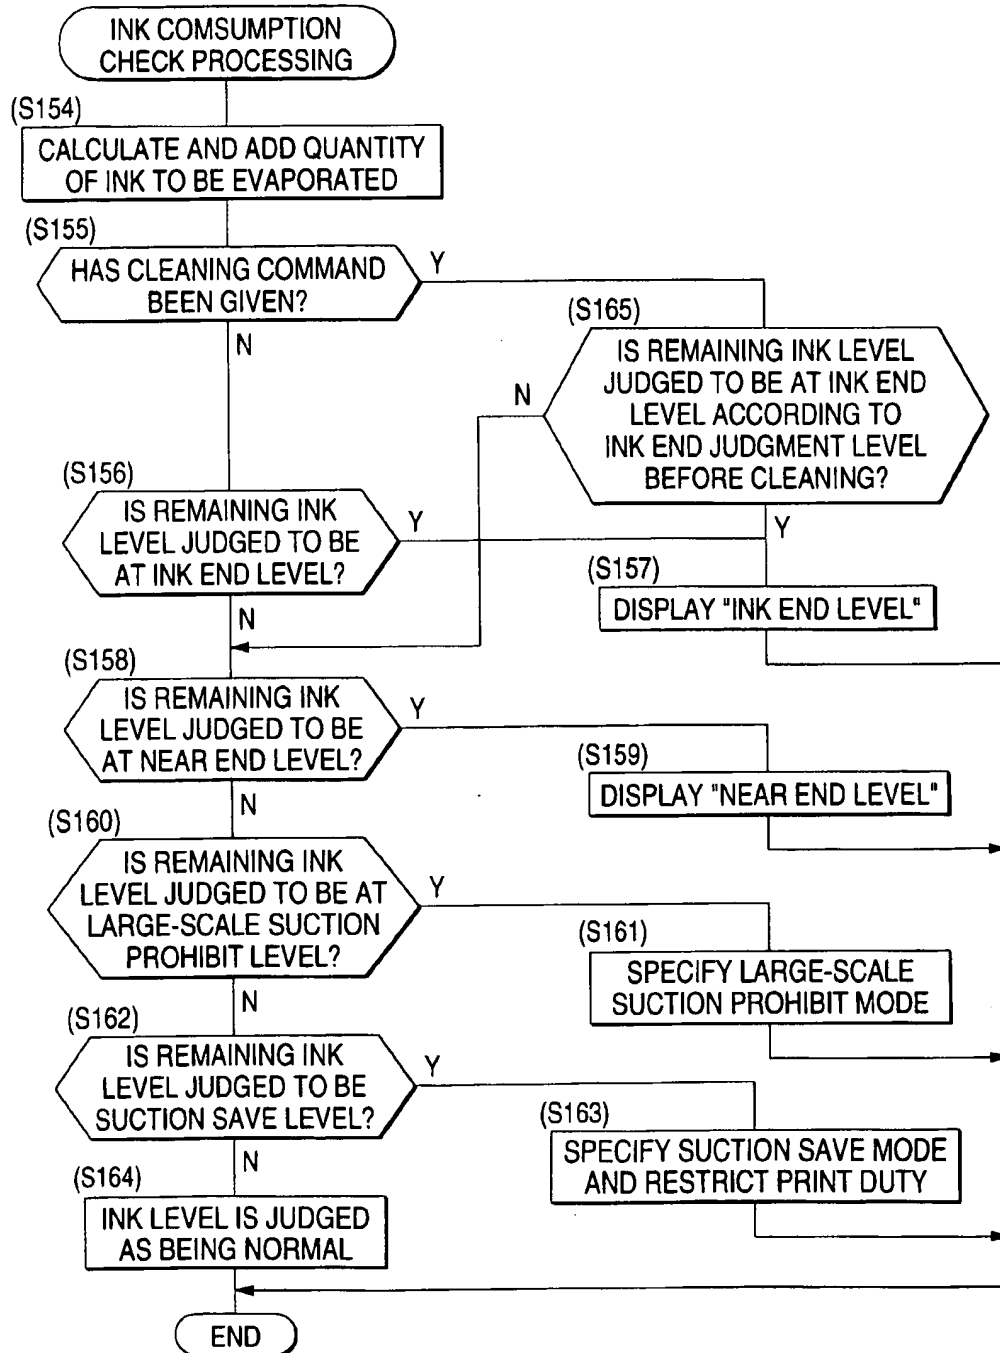 INK COMSUMPTION
CHECK PROCESSING
(S154)
CALCULATE AND ADD QUANTITY
OF INK TO BE EVAPORATED
(S155)
HAS CLEANING COMMAND
BEEN GIVEN?
Y
N
(S165)
IS REMAINING INK LEVEL
JUDGED TO BE AT INK END
LEVEL ACCORDING TO
INK END JUDGMENT LEVEL
BEFORE CLEANING?
N
Y
(S156)
IS REMAINING INK
LEVEL JUDGED TO BE
AT INK END LEVEL?
Y
N
(S157)
DISPLAY "INK END LEVEL"
(S158)
IS REMAINING INK
LEVEL JUDGED TO BE
AT NEAR END LEVEL?
Y
N
(S159)
DISPLAY "NEAR END LEVEL"
(S160)
IS REMAINING INK
LEVEL JUDGED TO BE AT
LARGE-SCALE SUCTION
PROHIBIT LEVEL?
Y
N
(S161)
SPECIFY LARGE-SCALE
SUCTION PROHIBIT MODE
(S162)
IS REMAINING INK
LEVEL JUDGED TO BE
SUCTION SAVE LEVEL?
Y
N
(S163)
SPECIFY SUCTION SAVE MODE
AND RESTRICT PRINT DUTY
(S164)
INK LEVEL IS JUDGED
AS BEING NORMAL
END